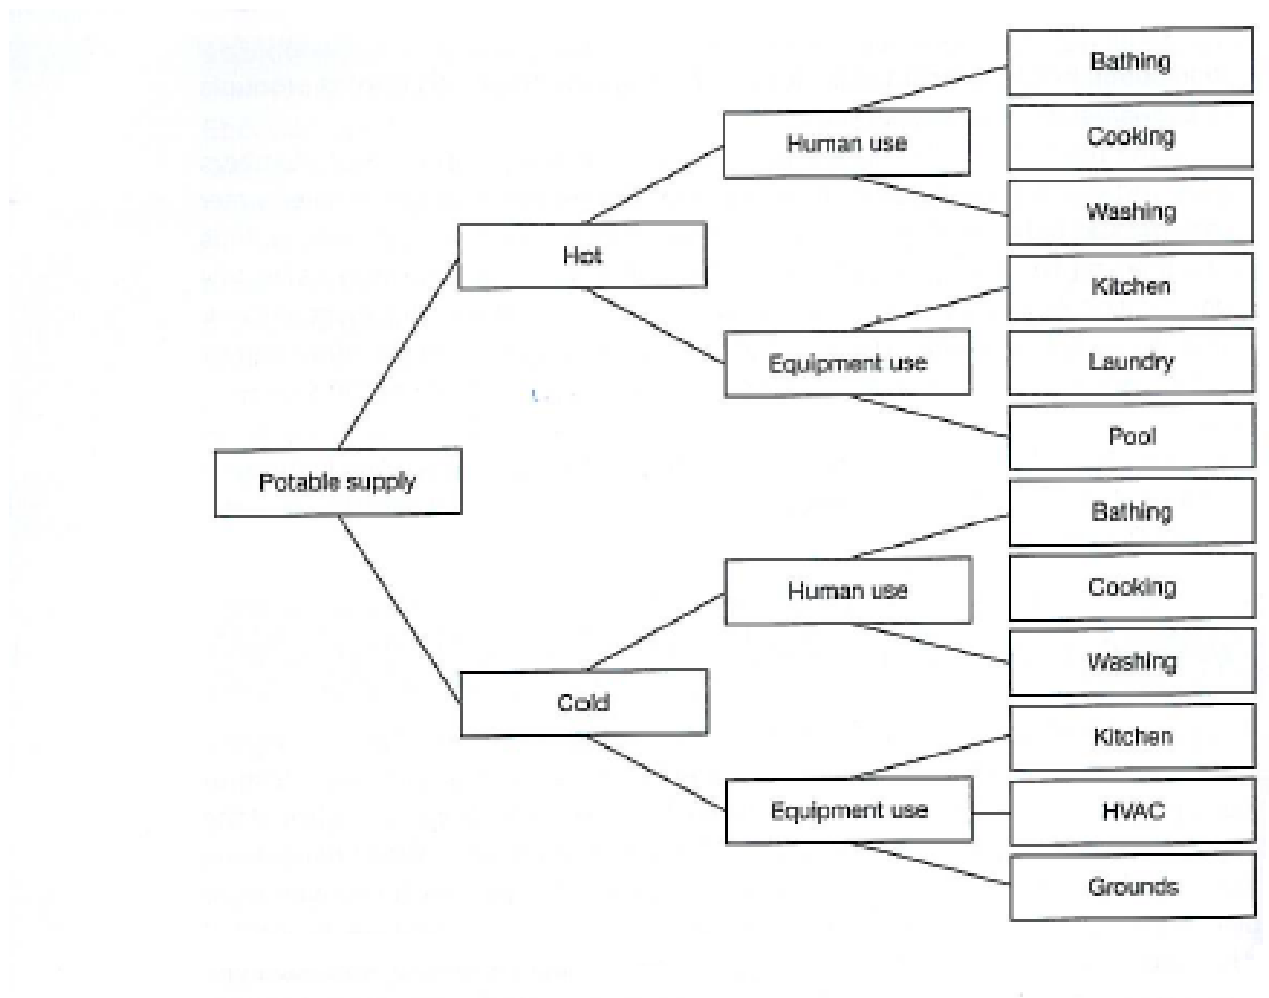 Bathing
Human use
Cooking
Washing
Hot
Kitchen
Equipment use
Laundry
Pool
Potable supply
Bathing
Human use
Cooking
Washing
Cold
Kitchen
Equipment use
HVAC
Grounds